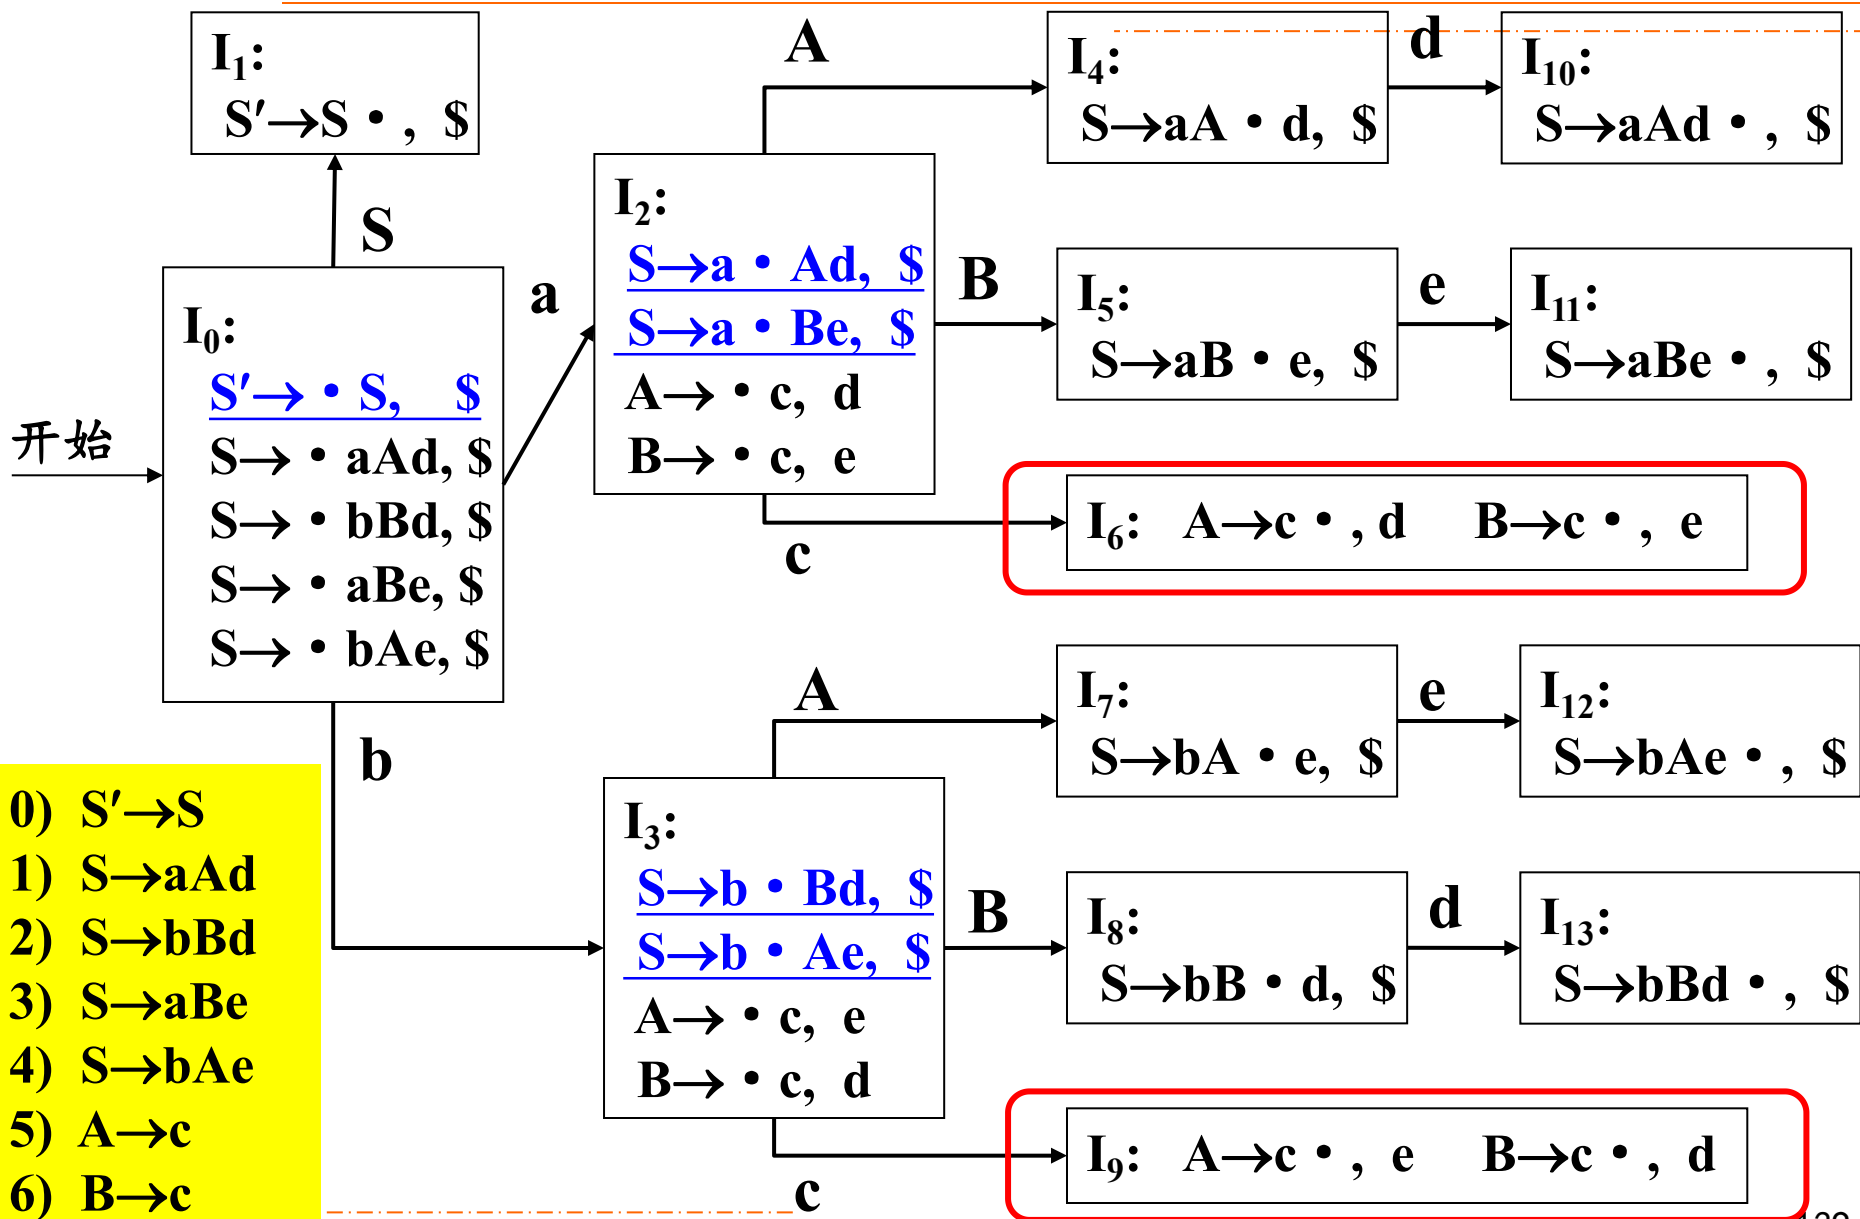 I1:
S′→S・, $
S
开始
I0:
S′→・S, $
S→・aAd, $
S→・bBd, $
S→・aBe, $
S→・bAe, $
a
b
I2:
S→a・Ad, $
S→a・Be, $
A→・c, d
B→・c, e
A
B
c
I4:
S→aA・d, $
d
I10:
S→aAd・, $
I5:
S→aB・e, $
e
I11:
S→aBe・, $
I6: A→c・, d B→c・, e
I3:
S→b・Bd, $
S→b・Ae, $
A→・c, e
B→・c, d
A
B
c
I7:
S→bA・e, $
e
I12:
S→bAe・, $
I8:
S→bB・d, $
d
I13:
S→bBd・, $
I9: A→c・, e B→c・, d
0) S′→S
1) S→aAd
2) S→bBd
3) S→aBe
4) S→bAe
5) A→c
6) B→c